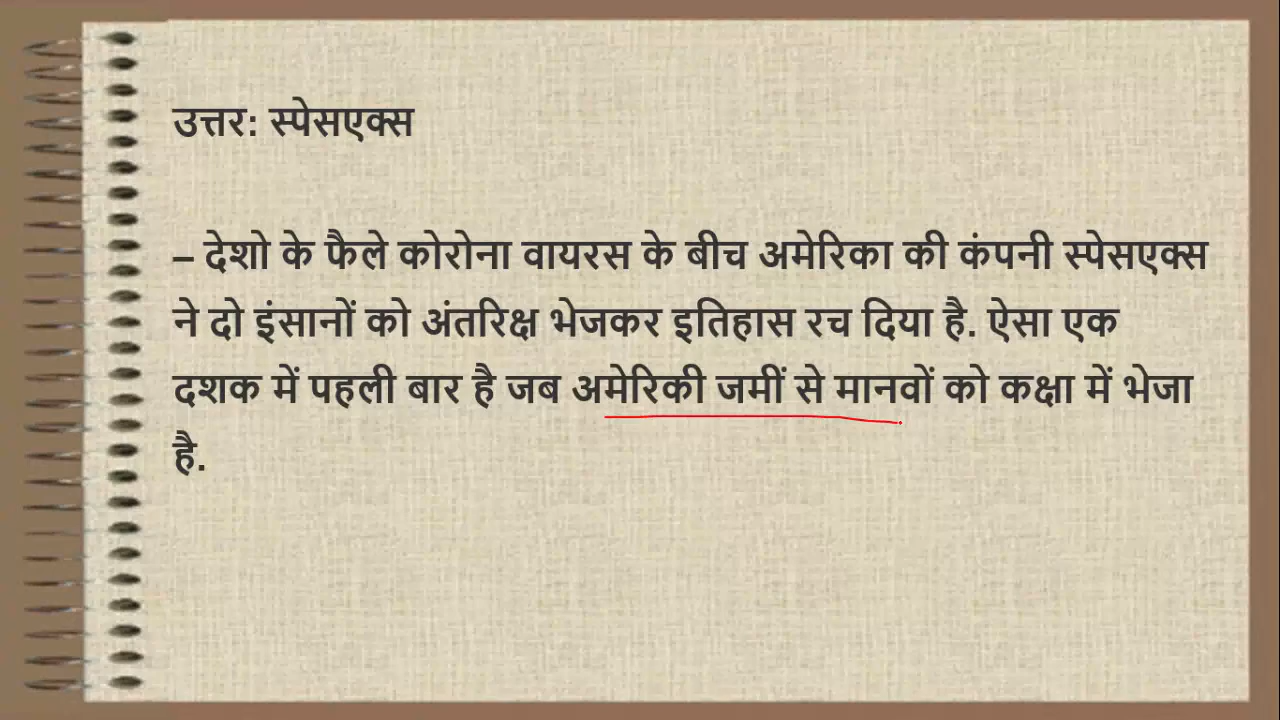 उत्तर: स्पेसएक्स
– देशो के फैले कोरोना वायरस के बीच अमेरिका की कंपनी स्पेसएक्स
ने दो इंसानों को अंतरिक्ष भेजकर इतिहास रच दिया है. ऐसा एक
दशक में पहली बार है जब अमेरिकी जमीं से मानवों को कक्षा में भेजा
है.